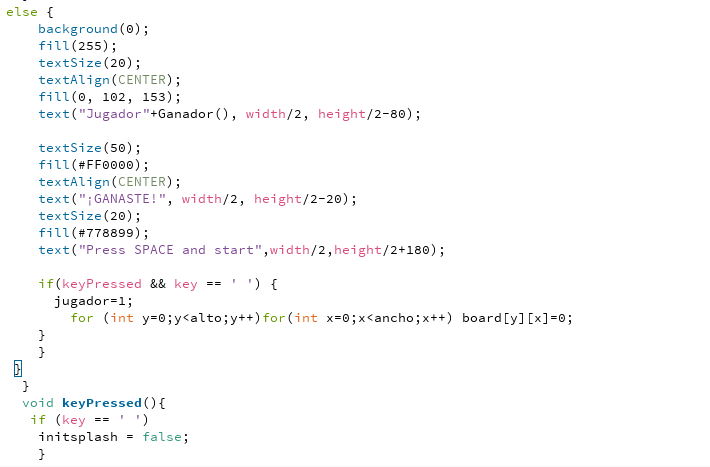 else {
background(0);
fill(255);
textSize(20);
textAlign(CENTER);
fill(0, 102, 153);
text("Jugador"+Ganador(), width/2, height/2-80);
textSize(50);
fill(#FF0000);
textAlign(CENTER);
text("¡GANASTE!", width/2, height/2-20);
textSize(20);
fill(#778899);
text("Press SPACE and start",width/2,height/2+180);
if(keyPressed && key == ' ') {
jugador=1;
for (int y=0;y<alto;y++)for(int x=0;x<ancho;x++) board[y][x]=0;
}
}
}
}
void keyPressed(){
if (key == ' ')
initsplash = false;
}